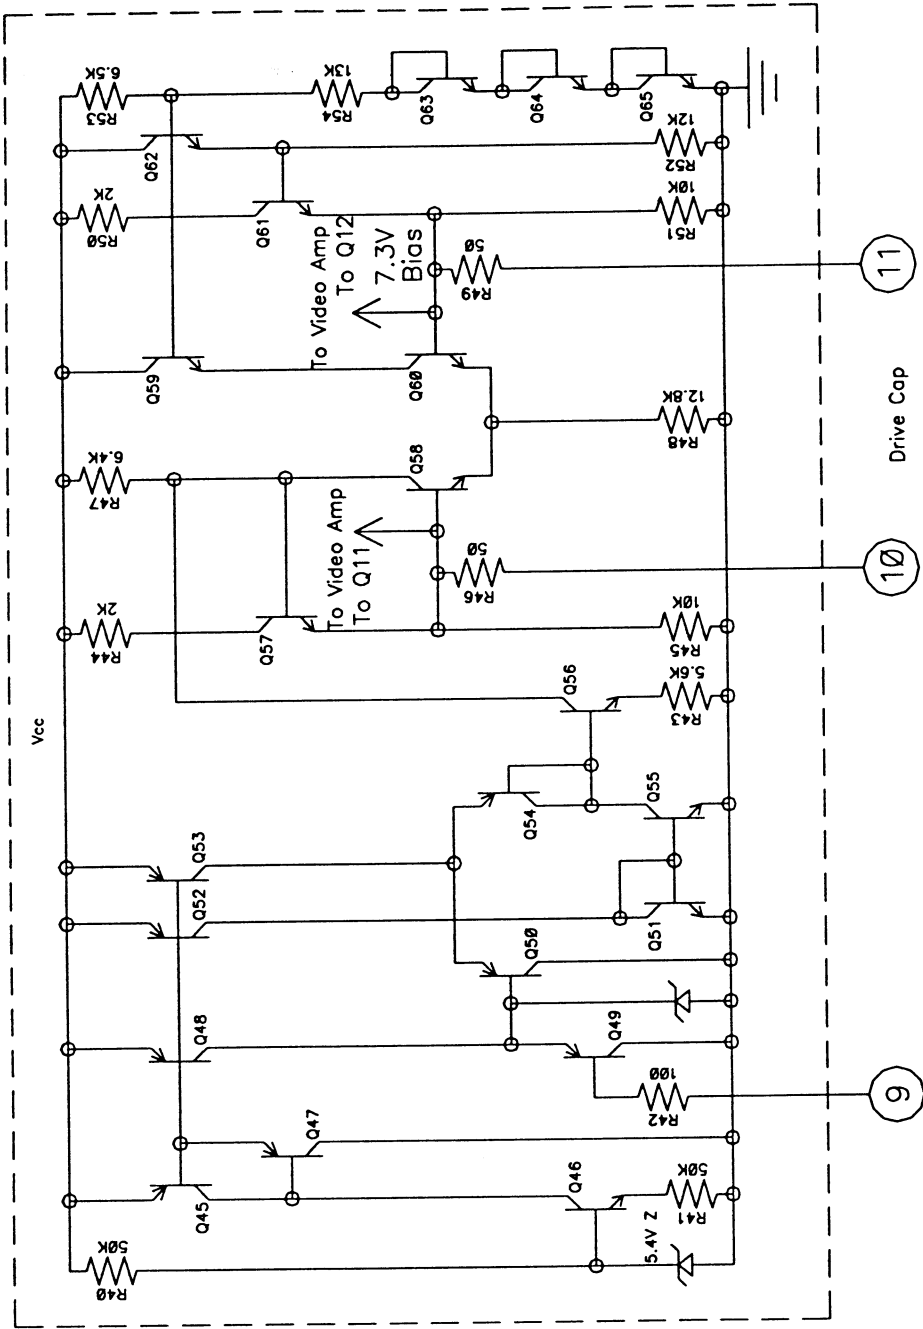 Vcc
R53
6.5K
R54
13K
Q63
Q64
Q65
Q62
R52
12K
R50
2K
Q61
R51
10K
To Video Amp
To Q12
7.3V
Bias
R49
50
11
Q59
Q60
R48
12.8K
Drive Cap
R47
6.4K
Q58
To Video Amp
To Q11
R46
50
10
R44
2K
Q57
R45
10K
Q56
R43
5.6K
Q53
Q54
Q55
Q52
Q51
Q50
Q48
Q49
R42
100
9
Q47
Q45
Q46
R41
50K
R40
50K
5.4V Z